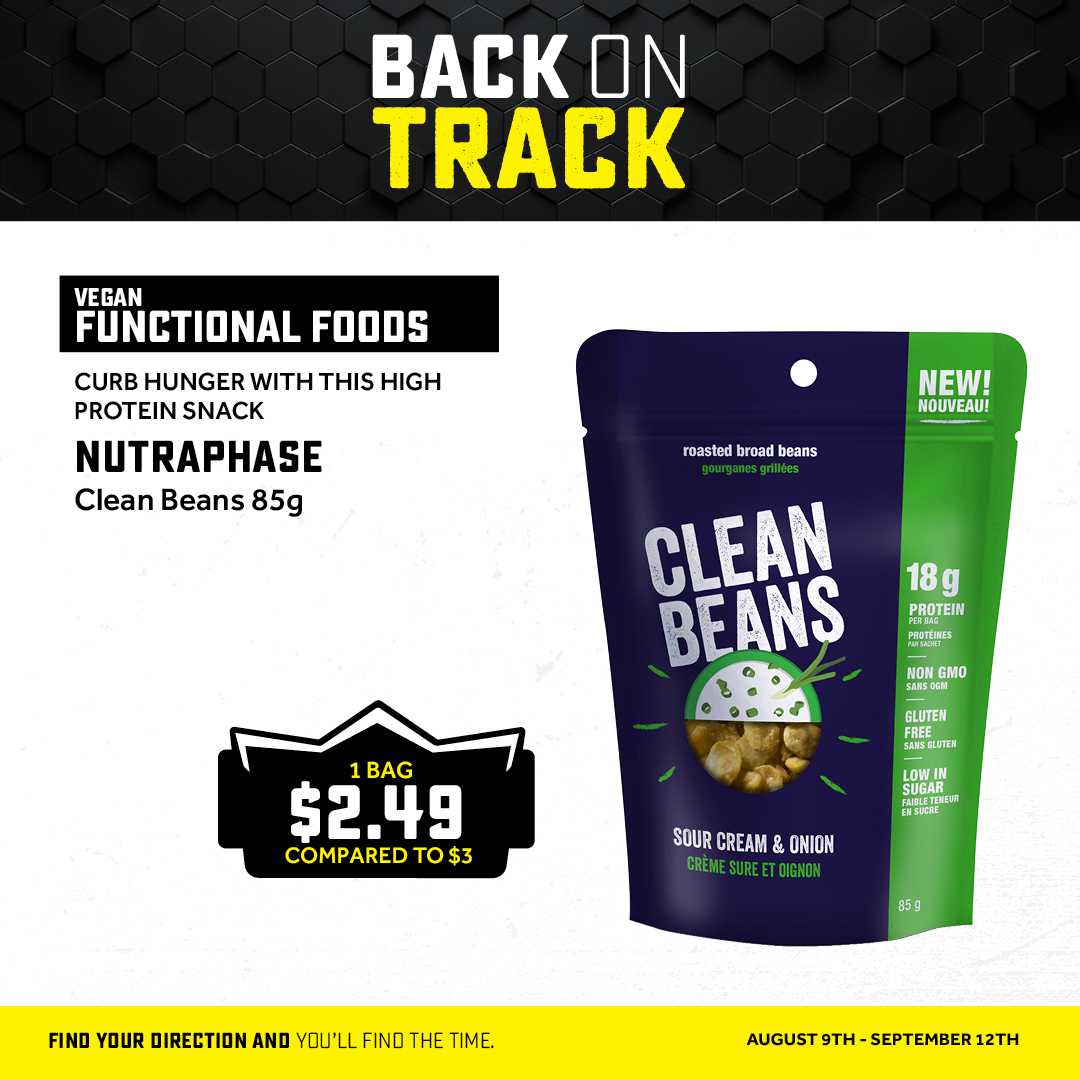 BACK ON
TRACK
VEGAN
FUNCTIONAL FOODS
CURB HUNGER WITH THIS HIGH
PROTEIN SNACK
NUTRAPHASE
Clean Beans 85g
1 BAG
$2.49
COMPARED TO $3
NEW!
NOUVEAU!
roasted broad beans
gourganes grillées
CLEAN
BEANS
18 g
PROTEIN
PER BAG
PROTÉINES
PAR SACHET
NON GMO
SANS OGM
GLUTEN
FREE
SANS GLUTEN
LOW IN
SUGAR
FAIBLE TENEUR
EN SUCRE
SOUR CREAM & ONION
CRÈME SURE ET OIGNON
85 g
FIND YOUR DIRECTION AND YOU'LL FIND THE TIME.
AUGUST 9TH - SEPTEMBER 12TH